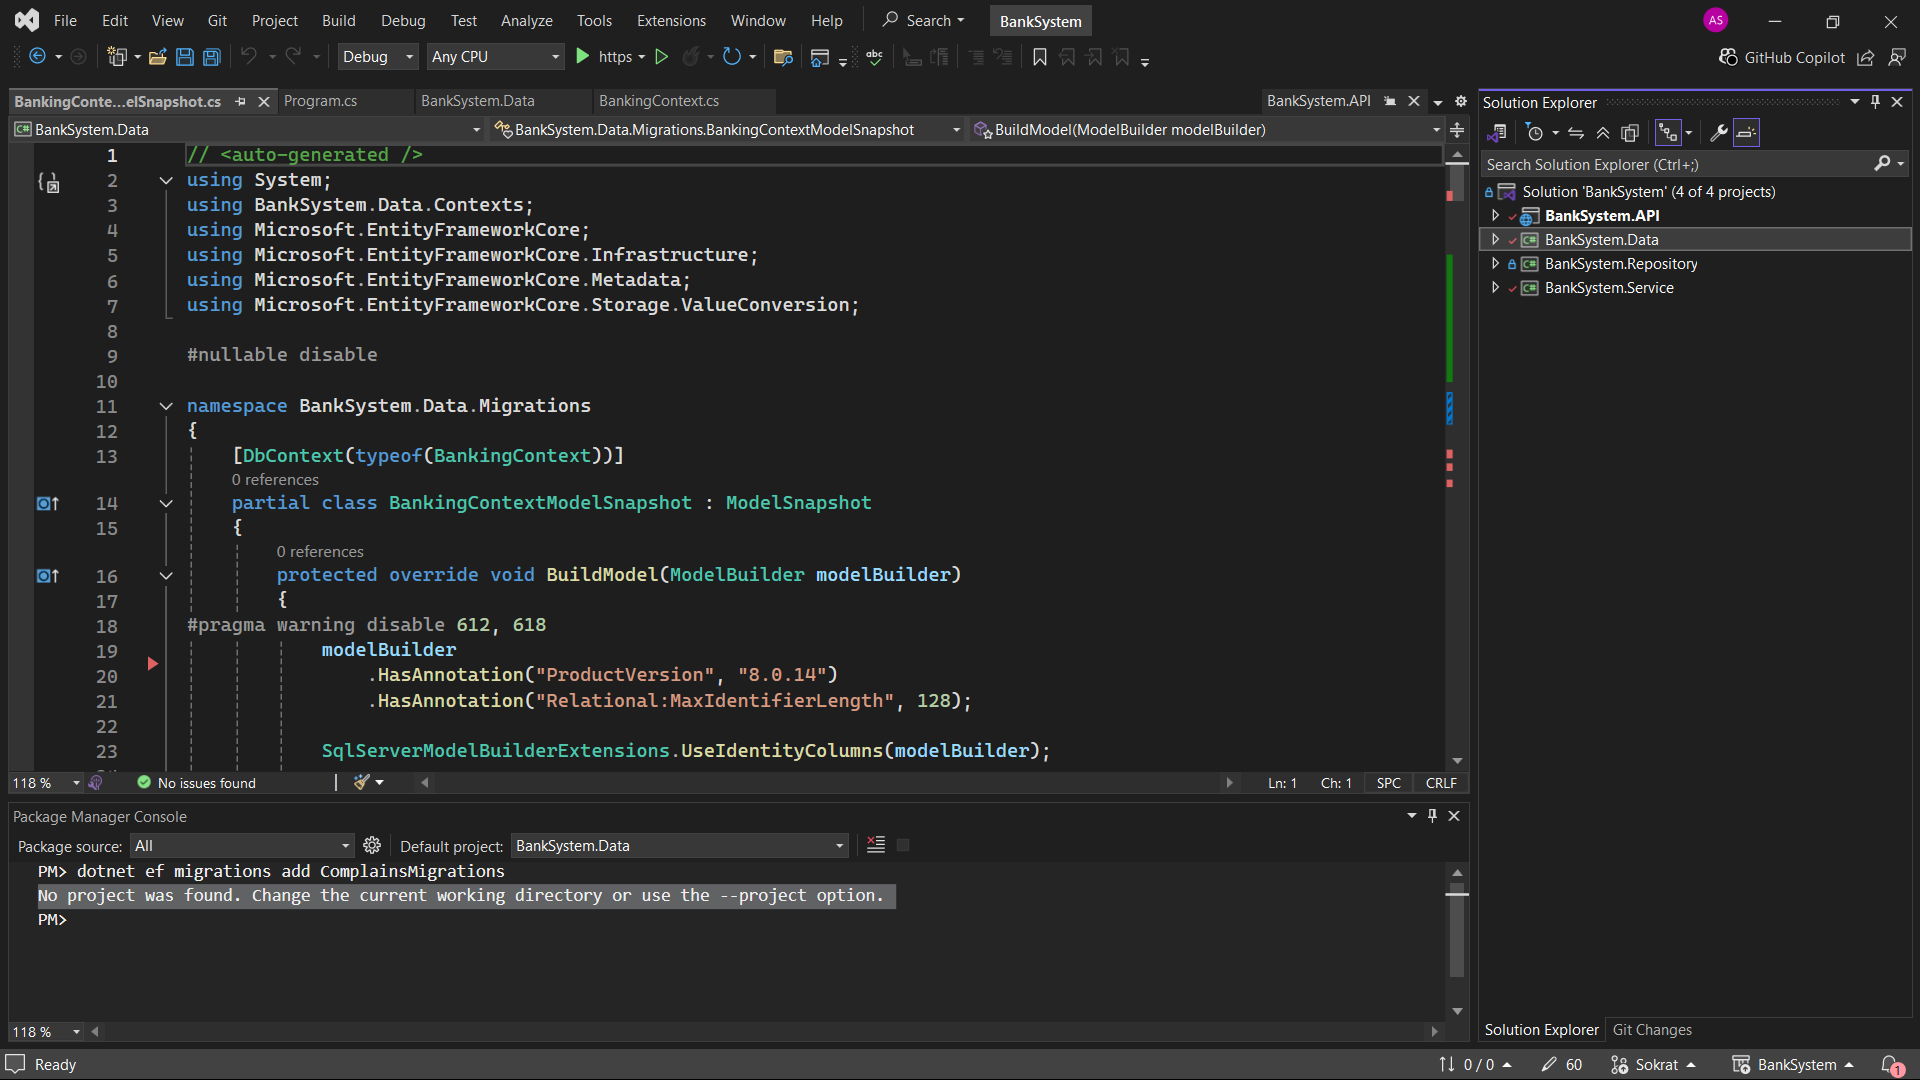 File Edit View Git Project Build Debug Test Analyze Tools Extensions Window Help Search BankSystem AS
Debug Any CPU https abc GitHub Copilot
BankingConte...elSnapshot.cs Program.cs BankSystem.Data BankingContext.cs BankSystem.API
C# BankSystem.Data BankSystem.Data.Migrations.BankingContextModelSnapshot BuildModel(ModelBuilder modelBuilder)
1 // <auto-generated />
2 using System;
3 using BankSystem.Data.Contexts;
4 using Microsoft.EntityFrameworkCore;
5 using Microsoft.EntityFrameworkCore.Infrastructure;
6 using Microsoft.EntityFrameworkCore.Metadata;
7 using Microsoft.EntityFrameworkCore.Storage.ValueConversion;
8
9 #nullable disable
10
11 namespace BankSystem.Data.Migrations
12 {
13 [DbContext(typeof(BankingContext))]
0 references
14 partial class BankingContextModelSnapshot : ModelSnapshot
15 {
0 references
16 protected override void BuildModel(ModelBuilder modelBuilder)
17 {
18 #pragma warning disable 612, 618
19 modelBuilder
20 .HasAnnotation("ProductVersion", "8.0.14")
21 .HasAnnotation("Relational:MaxIdentifierLength", 128);
22
23 SqlServerModelBuilderExtensions.UseIdentityColumns(modelBuilder);
118 % No issues found Ln: 1 Ch: 1 SPC CRLF
Package Manager Console
Package source: All Default project: BankSystem.Data
PM> dotnet ef migrations add ComplainsMigrations
No project was found. Change the current working directory or use the --project option.
PM>
118 %
Solution Explorer
Search Solution Explorer (Ctrl+;)
Solution 'BankSystem' (4 of 4 projects)
BankSystem.API
C# BankSystem.Data
C# BankSystem.Repository
C# BankSystem.Service
Solution Explorer Git Changes
Ready 0 / 0 60 Sokrat BankSystem 1